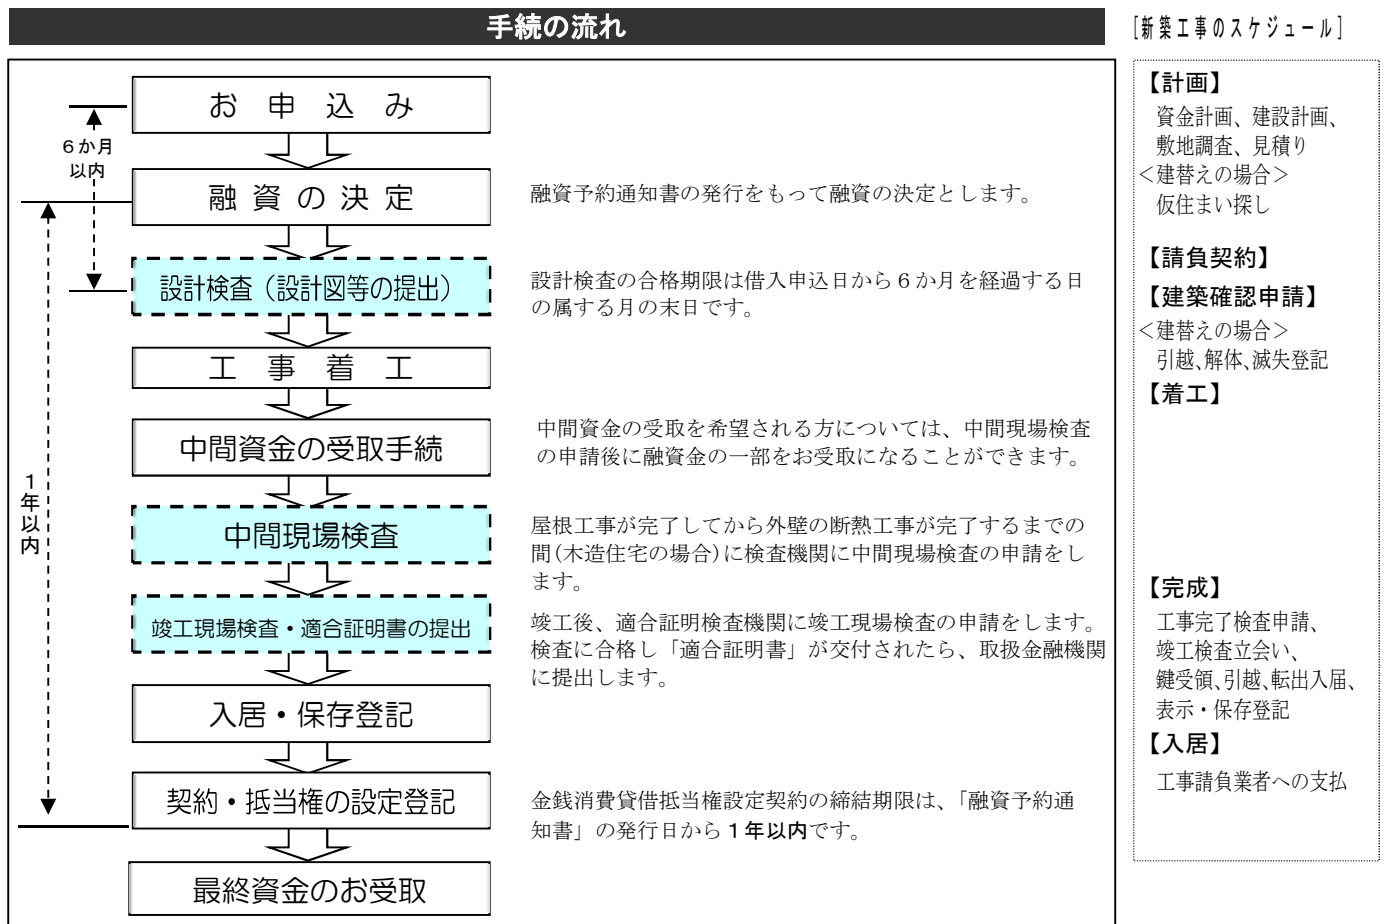 手続の流れ
[新築工事のスケジュール]
お申込み
6か月
以内
融資の決定
融資予約通知書の発行をもって融資の決定とします。
設計検査（設計図等の提出）
設計検査の合格期限は借入申込日から６か月を経過する日
の属する月の末日です。
工事着工
中間資金の受取手続
中間資金の受取を希望される方については、中間現場検査
の申請後に融資金の一部をお受取になることができます。
1年以内
中間現場検査
屋根工事が完了してから外壁の断熱工事が完了するまでの
間(木造住宅の場合)に検査機関に中間現場検査の申請をし
ます。
竣工現場検査・適合証明書の提出
竣工後、適合証明検査機関に竣工現場検査の申請をします。
検査に合格し「適合証明書」が交付されたら、取扱金融機関
に提出します。
入居・保存登記
契約・抵当権の設定登記
金銭消費貸借抵当権設定契約の締結期限は、「融資予約通
知書」の発行日から１年以内です。
最終資金のお受取
【計画】
資金計画、建設計画、
敷地調査、見積り
＜建替えの場合＞
仮住まい探し
【請負契約】
【建築確認申請】
＜建替えの場合＞
引越、解体、滅失登記
【着工】
【完成】
工事完了検査申請、
竣工検査立会い、
鍵受領、引越、転出入届、
表示・保存登記
【入居】
工事請負業者への支払